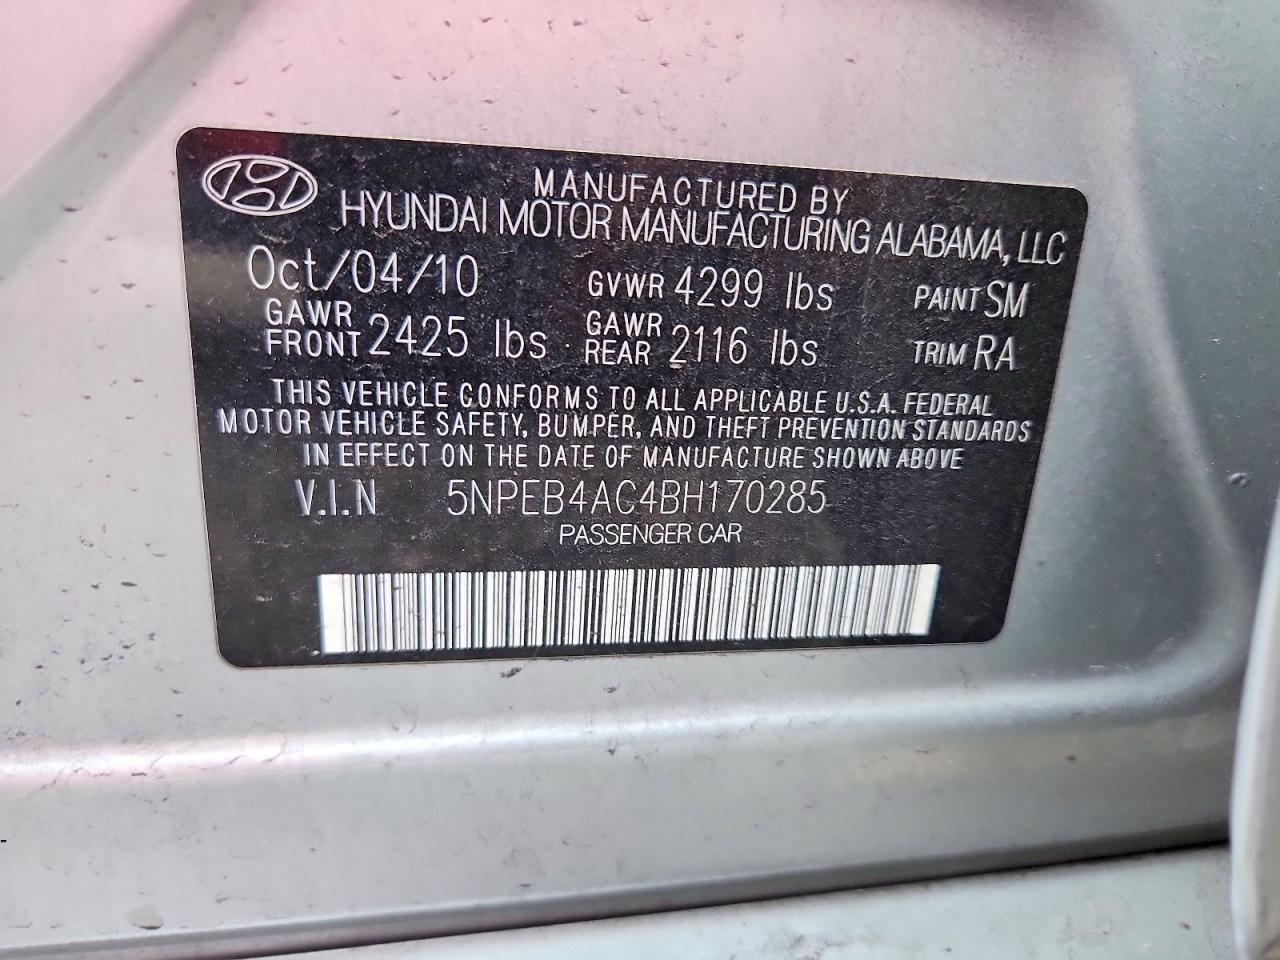 MANUFACTURED BY
HYUNDAI MOTOR MANUFACTURING ALABAMA, LLC
Oct/04/10 GVWR 4299 lbs PAINT SM
GAWR FRONT 2425 lbs GAWR REAR 2116 lbs TRIM RA
THIS VEHICLE CONFORMS TO ALL APPLICABLE U.S.A. FEDERAL
MOTOR VEHICLE SAFETY, BUMPER, AND THEFT PREVENTION STANDARDS
IN EFFECT ON THE DATE OF MANUFACTURE SHOWN ABOVE
V.I.N 5NPEB4AC4BH170285
PASSENGER CAR